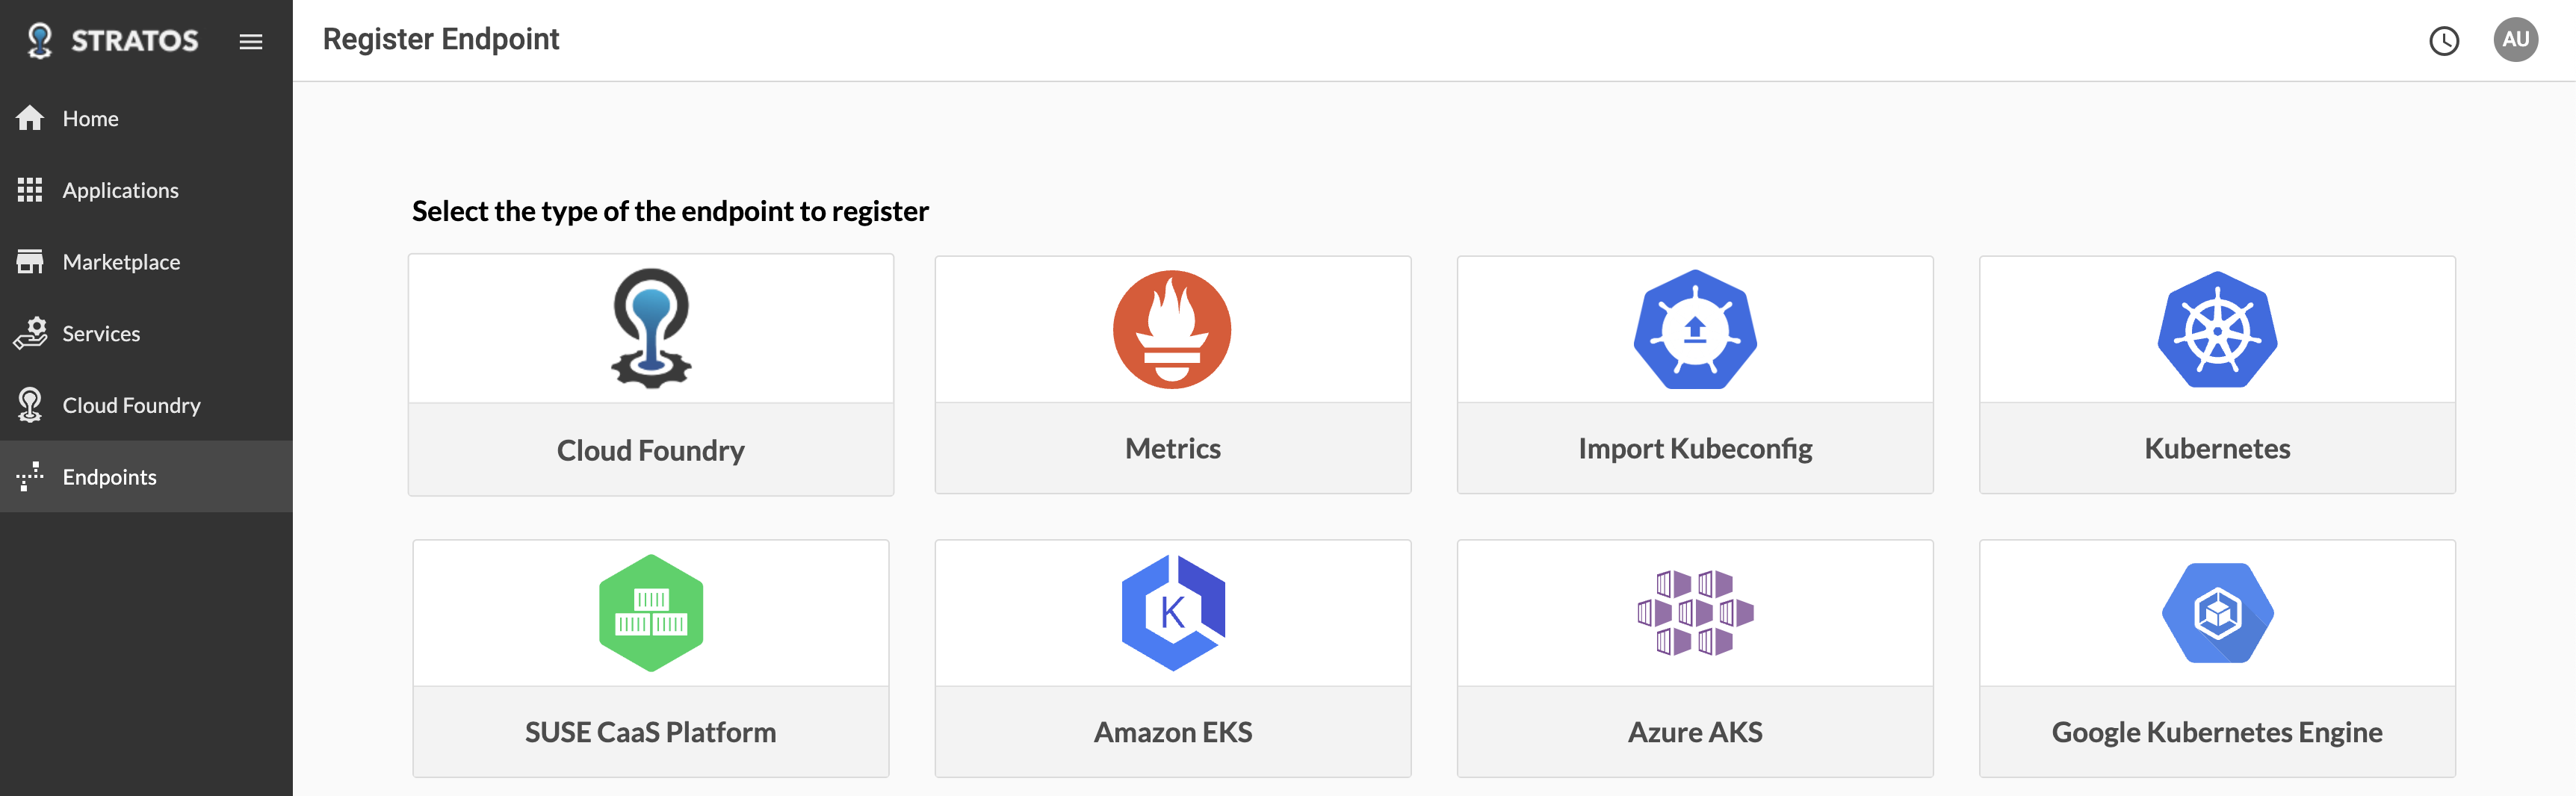 STRATOS
Register Endpoint
AU
Home
Applications
Marketplace
Services
Cloud Foundry
Endpoints
Select the type of the endpoint to register
Cloud Foundry
Metrics
Import Kubeconfig
Kubernetes
K
SUSE CaaS Platform
Amazon EKS
Azure AKS
Google Kubernetes Engine